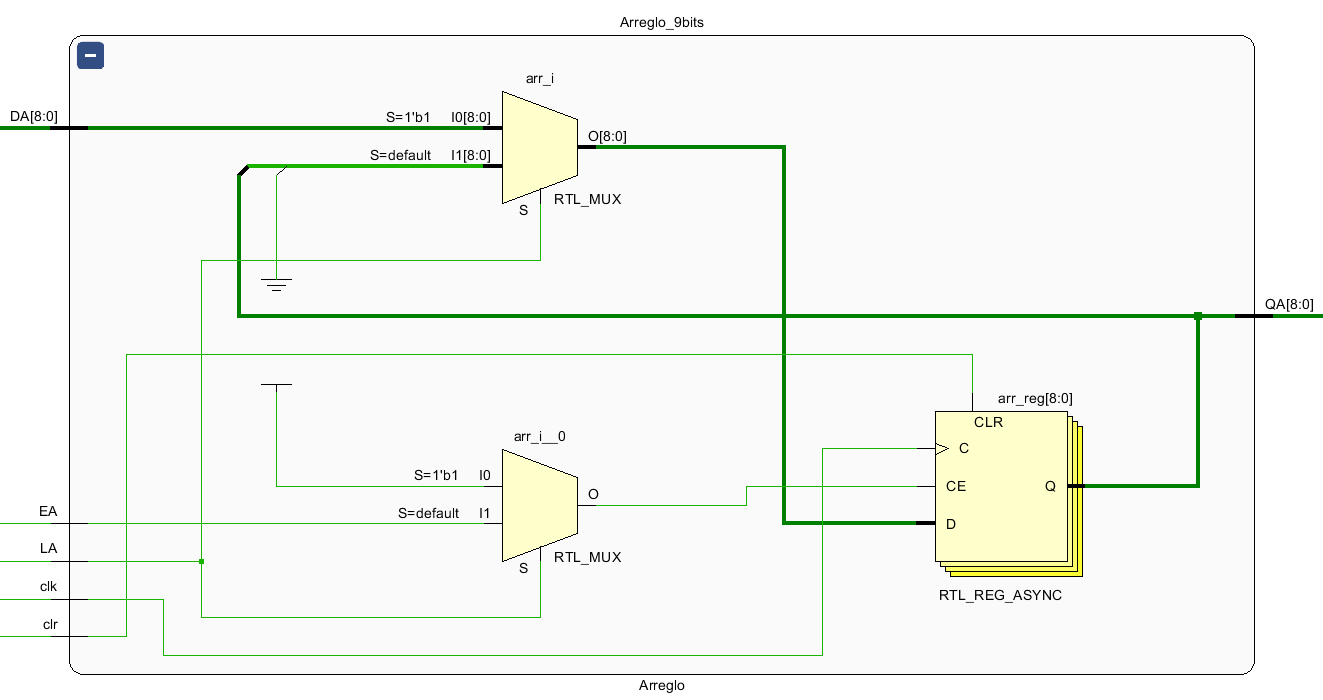 Arreglo_9bits
arr_i
DA[8:0]
S=1'b1 I0[8:0]
O[8:0]
S=default I1[8:0]
RTL_MUX
S
QA[8:0]
arr_reg[8:0]
CLR
arr_i__0
C
S=1'b1 I0
CE
Q
O
EA
S=default I1
D
LA
RTL_MUX
S
clk
RTL_REG_ASYNC
clr
Arreglo